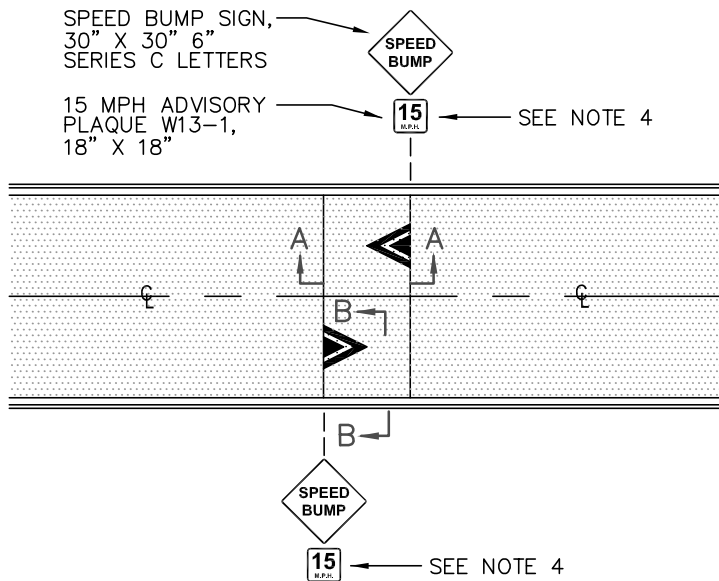 SPEED BUMP SIGN,
30” X 30” 6”
SERIES C LETTERS
SPEED
BUMP
15 MPH ADVISORY
PLAQUE W13-1,
18” X 18”
15
M.P.H.
SEE NOTE 4
A
A
℄
℄
B
B
SPEED
BUMP
15
M.P.H.
SEE NOTE 4